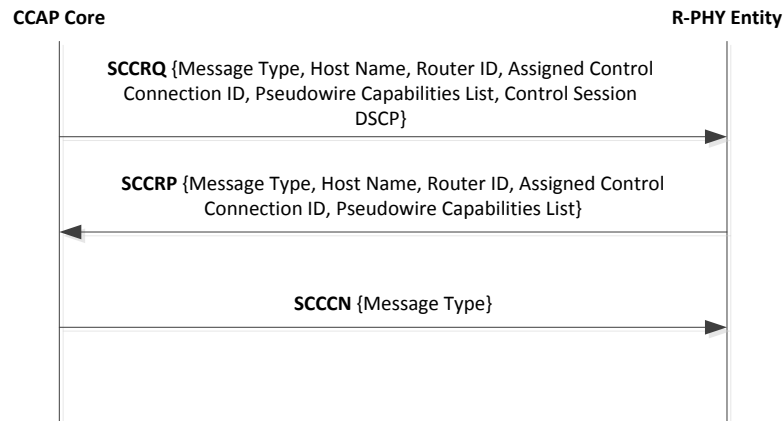 CCAP Core
R-PHY Entity
SCCRQ {Message Type, Host Name, Router ID, Assigned Control
Connection ID, Pseudowire Capabilities List, Control Session
DSCP}
SCCRP {Message Type, Host Name, Router ID, Assigned Control
Connection ID, Pseudowire Capabilities List}
SCCCN {Message Type}